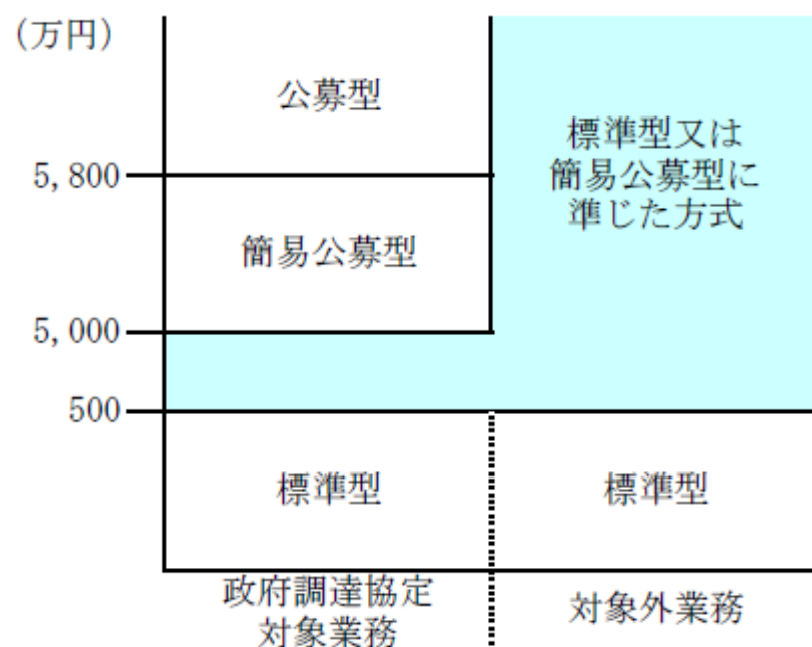 (万円)
公募型
標準型又は
簡易公募型に
準じた方式
5,800
簡易公募型
5,000
500
標準型
標準型
政府調達協定
対象業務
対象外業務